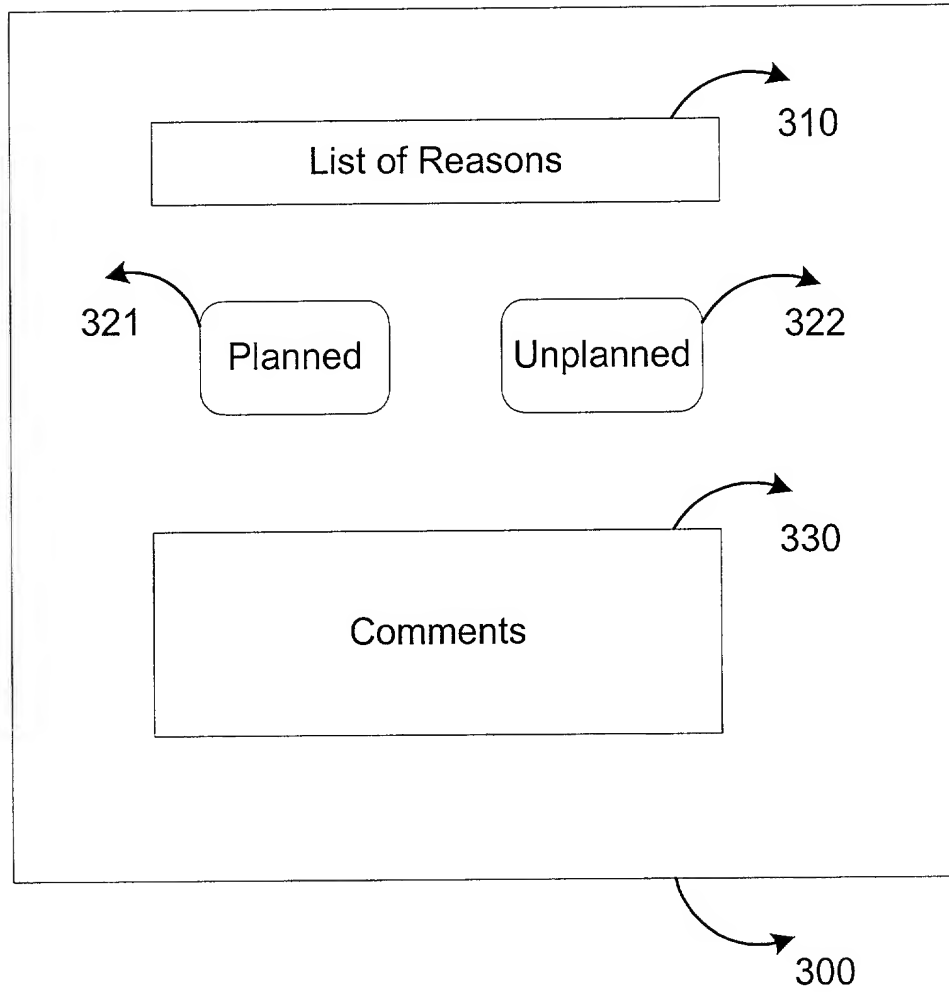 310
List of Reasons
321
322
Planned
Unplanned
330
Comments
300